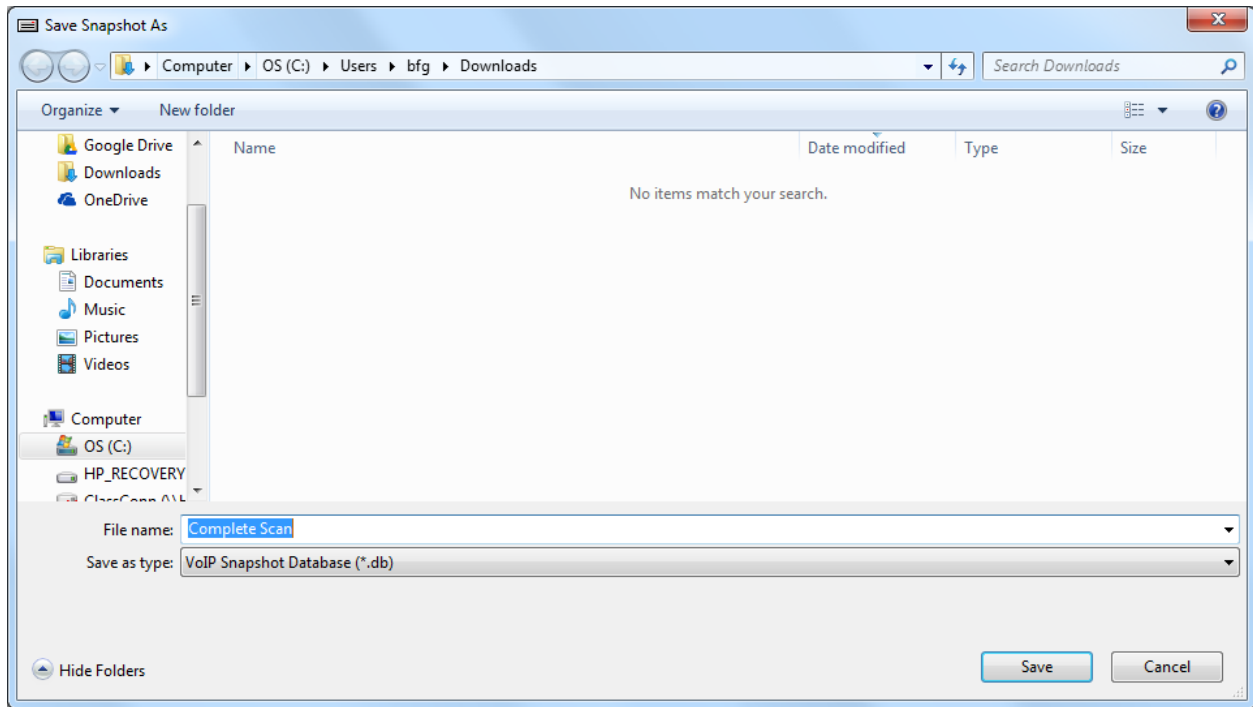 Save Snapshot As
Computer OS (C:) Users bfg Downloads Search Downloads
Organize New folder
Name Date modified Type Size
No items match your search.
Google Drive
Downloads
OneDrive
Libraries
Documents
Music
Pictures
Videos
Computer
OS (C:)
HP_RECOVERY
File name: Complete Scan
Save as type: VoIP Snapshot Database (*.db)
Hide Folders Save Cancel